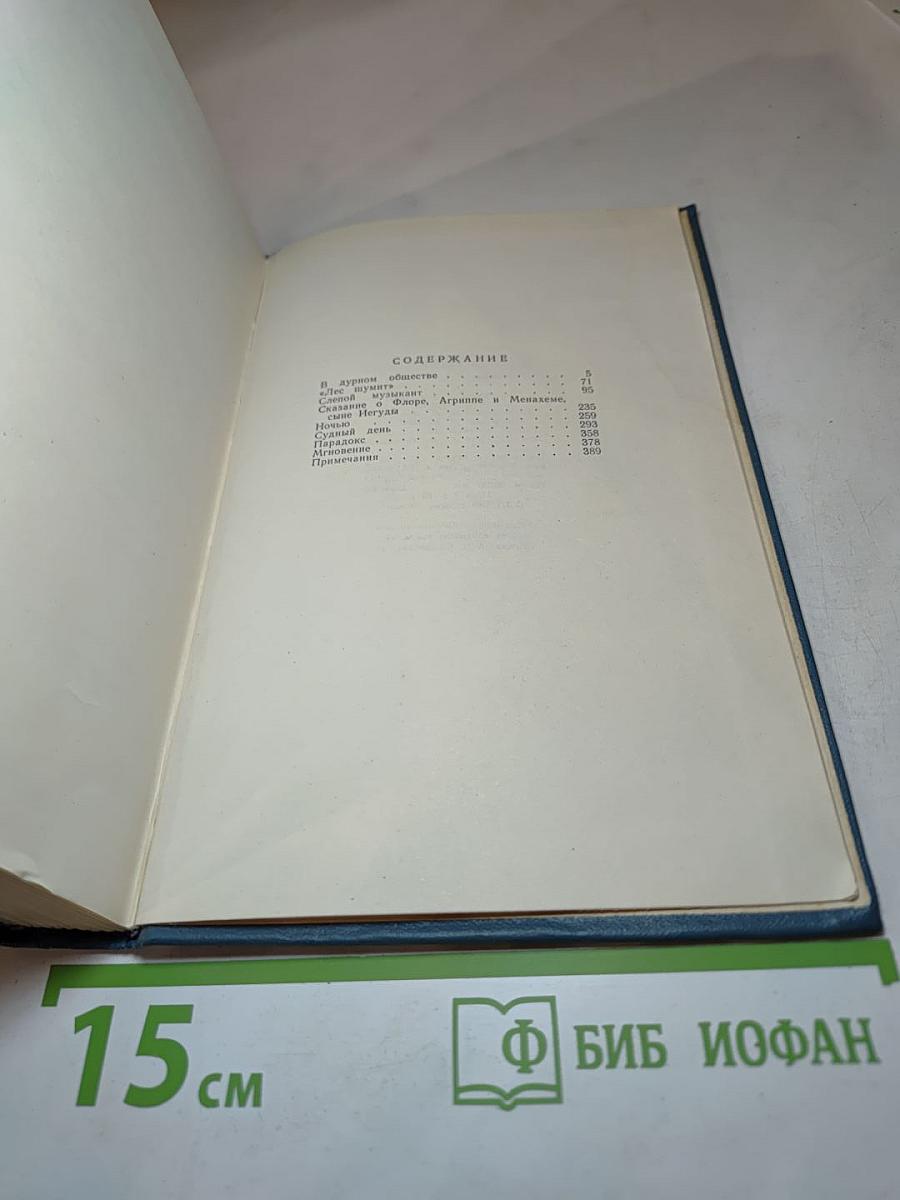 СОДЕРЖАНИЕ
В дурном обществе . . . . . . . . . 5
«Лес шумит» . . . . . . . . . . . 71
Слепой музыкант . . . . . . . . . 95
Сказание о Флоре, Агриппе и Менахеме,
сыне Иегуды . . . . . . . . . . 235
Ночью . . . . . . . . . . . . . 259
Судный день . . . . . . . . . . . 293
Парадокс . . . . . . . . . . . . 358
Мгновение . . . . . . . . . . . . 378
Примечания . . . . . . . . . . . 389
15 см
Ф БИБ ИОФАН